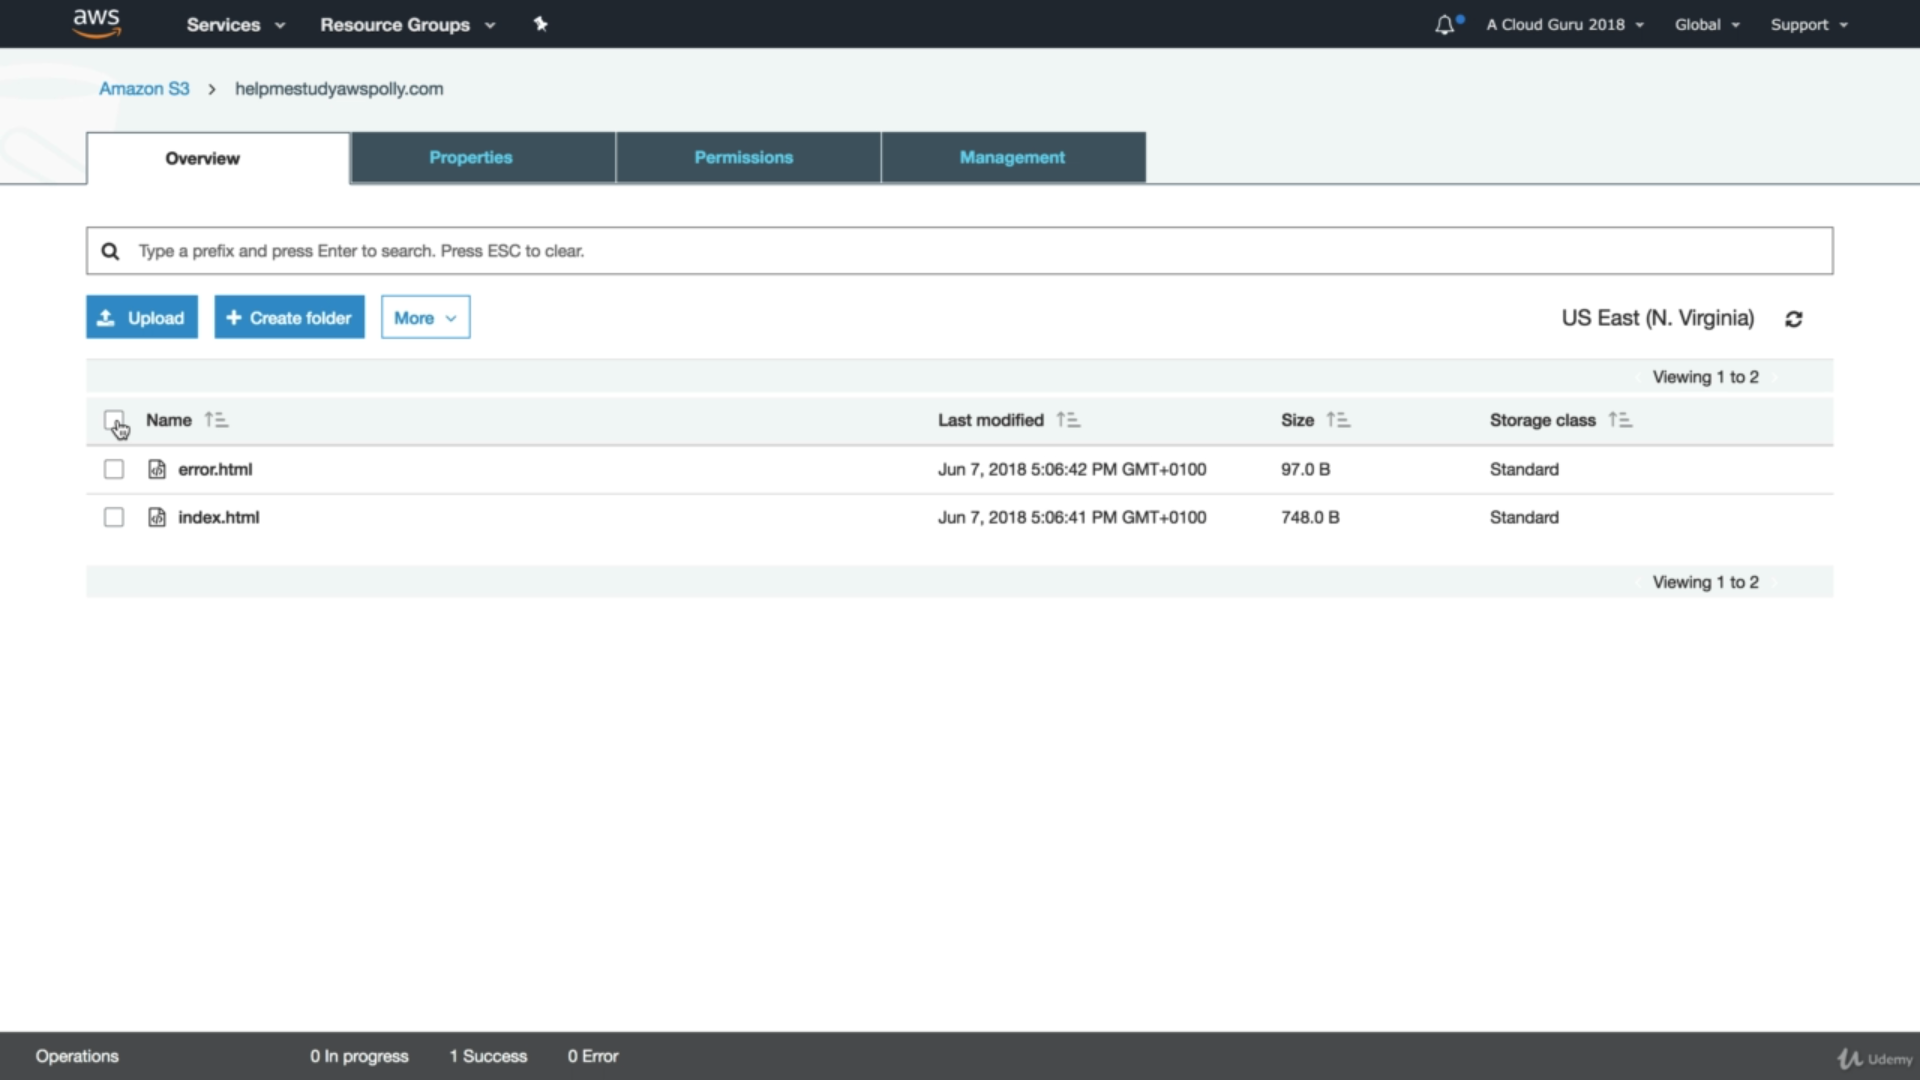 aws Services Resource Groups A Cloud Guru 2018 Global Support
Amazon S3 > helpmestudyawspolly.com
Overview Properties Permissions Management
Type a prefix and press Enter to search. Press ESC to clear.
Upload + Create folder More US East (N. Virginia)
Viewing 1 to 2
Name Last modified Size Storage class
error.html Jun 7, 2018 5:06:42 PM GMT+0100 97.0 B Standard
index.html Jun 7, 2018 5:06:41 PM GMT+0100 748.0 B Standard
Viewing 1 to 2
Operations 0 In progress 1 Success 0 Error Udemy